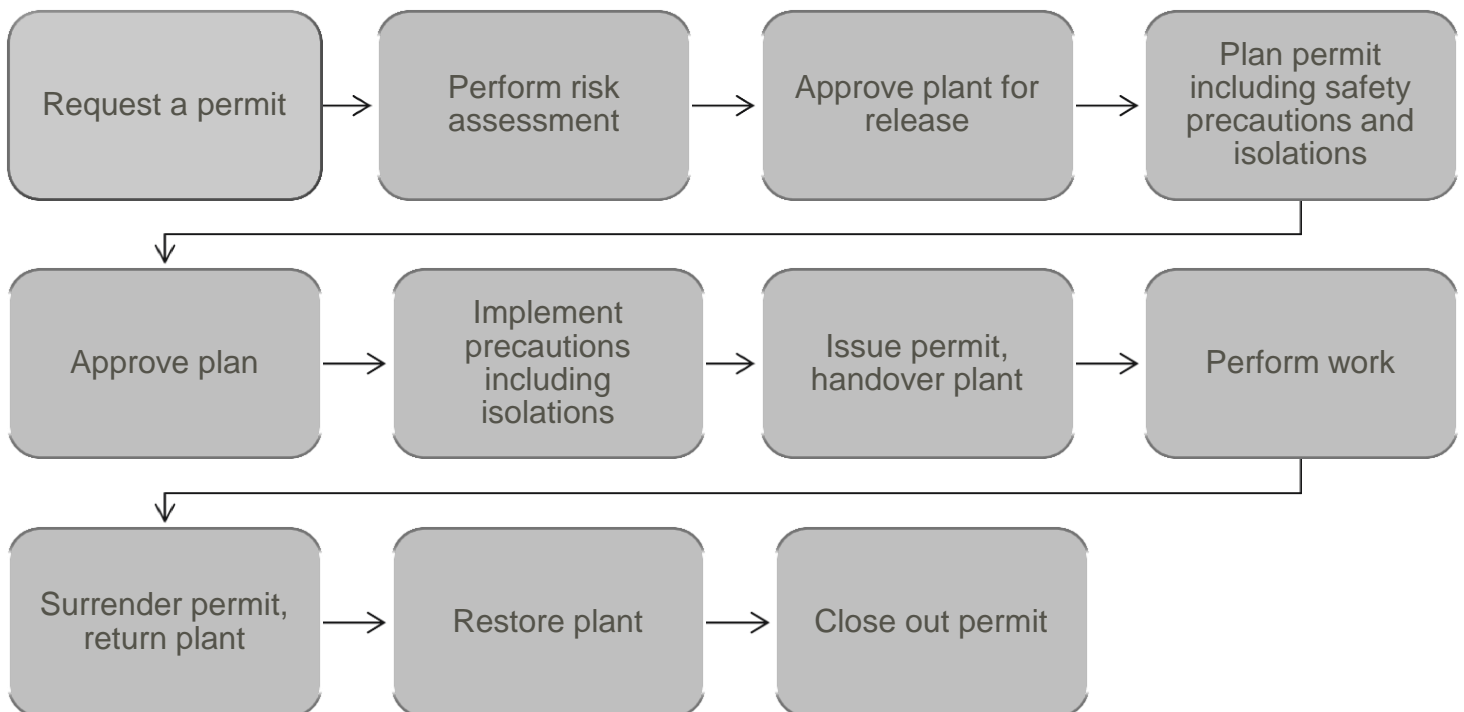 Request a permit
Perform risk
assessment
Approve plant for
release
Plan permit
including safety
precautions and
isolations
Approve plan
Implement
precautions
including
isolations
Issue permit,
handover plant
Perform work
Surrender permit,
return plant
Restore plant
Close out permit